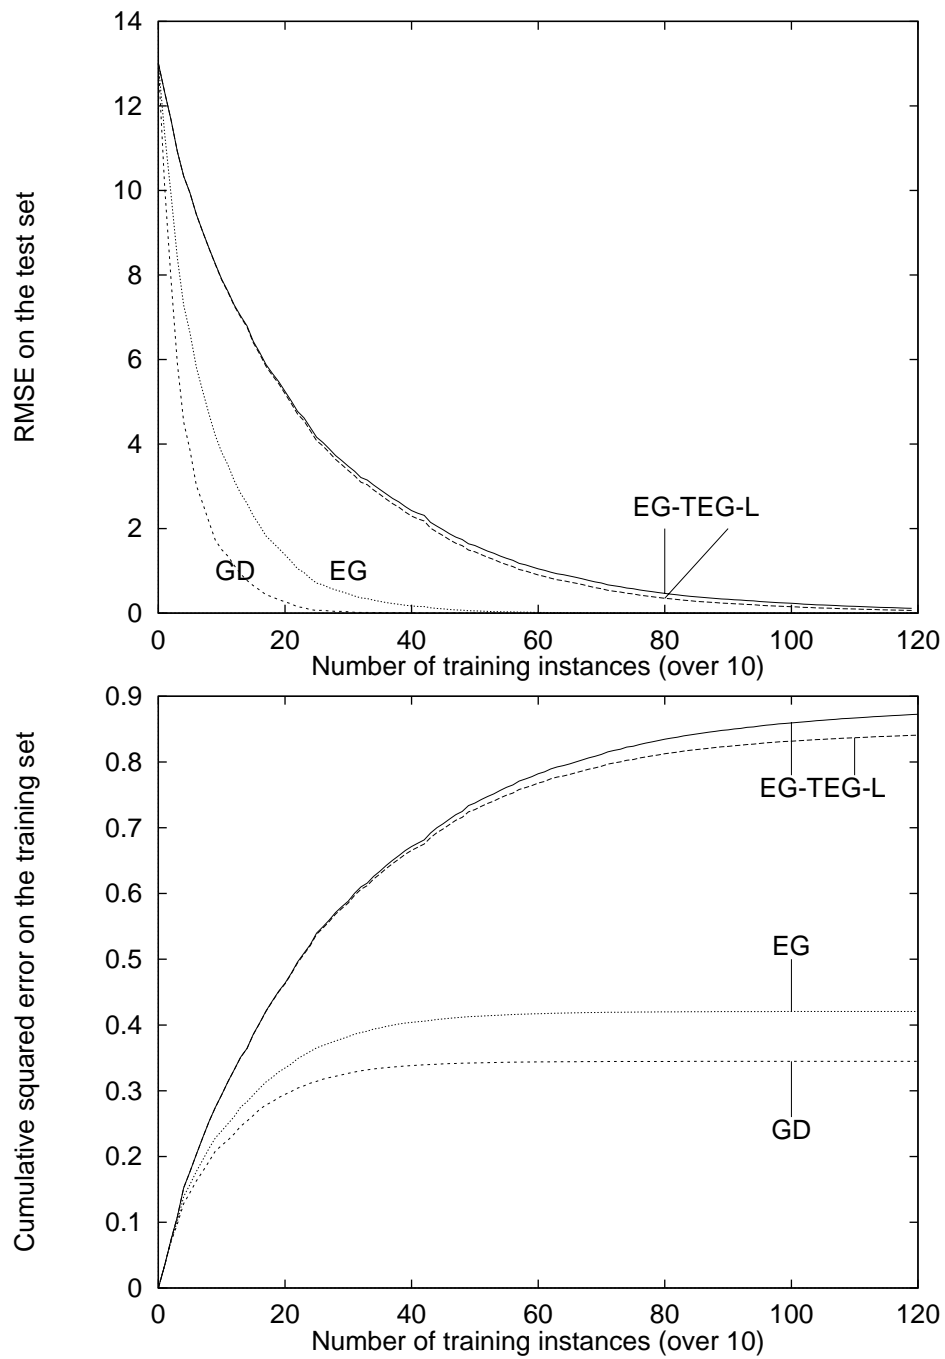 14
12
10
8
6
4
2
0
RMSE on the test set
EG-TEG-L
GD
EG
0 20 40 60 80 100 120
Number of training instances (over 10)
0.9
0.8
0.7
0.6
0.5
0.4
0.3
0.2
0.1
0
Cumulative squared error on the training set
EG-TEG-L
EG
GD
0 20 40 60 80 100 120
Number of training instances (over 10)